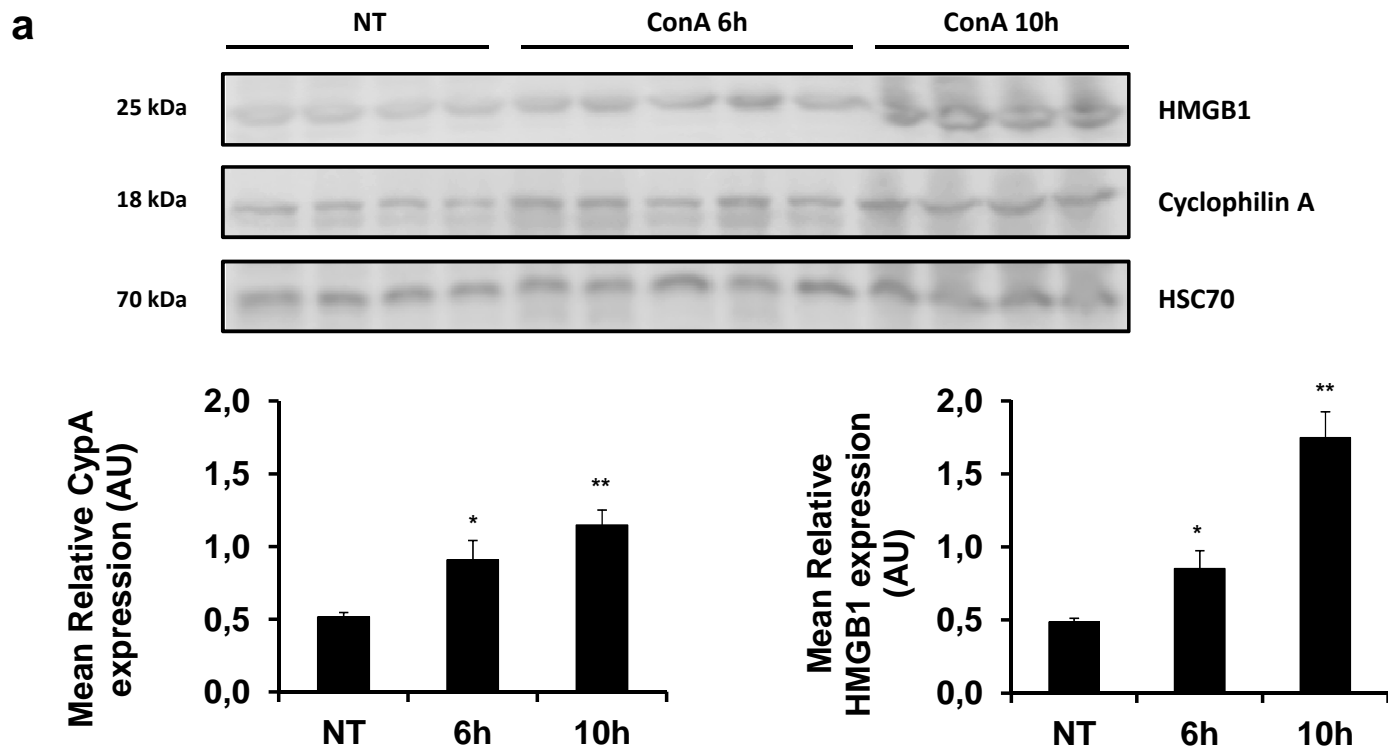 a
NT
ConA 6h
ConA 10h
25 kDa
HMGB1
18 kDa
Cyclophilin A
70 kDa
HSC70
Mean Relative CypA
expression (AU)
2,0
1,5
1,0
0,5
0,0
*
**
NT
6h
10h
Mean Relative
HMGB1 expression
(AU)
2,0
1,5
1,0
0,5
0,0
*
**
NT
6h
10h